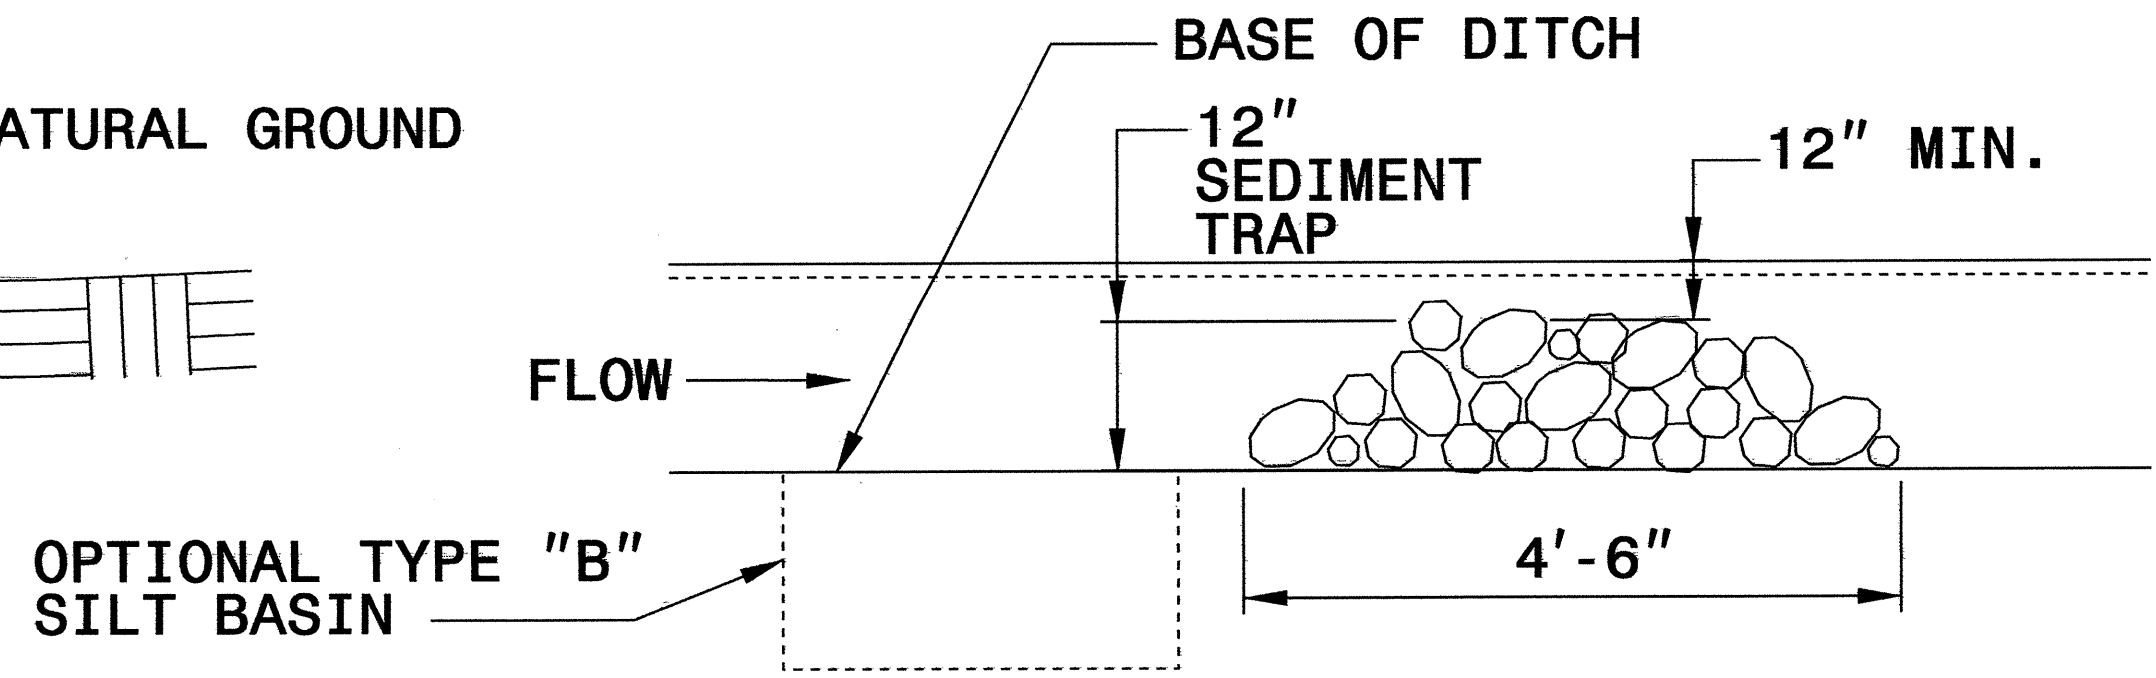 BASE OF DITCH
ATURAL GROUND
12"
SEDIMENT
TRAP
12" MIN.
FLOW
OPTIONAL TYPE "B"
SILT BASIN
4'-6"